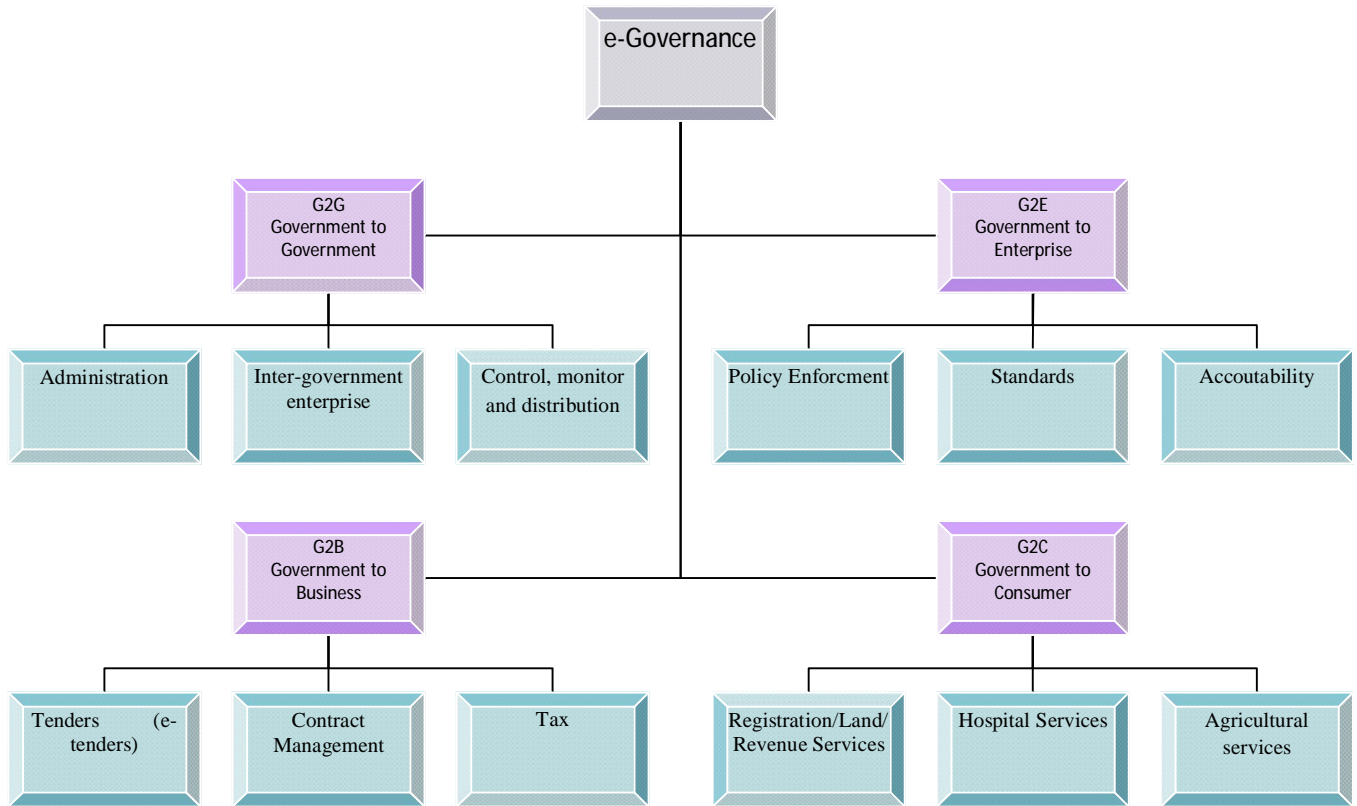 e-Governance
G2G
Government to
Government
G2E
Government to
Enterprise
Administration
Inter-government
enterprise
Control, monitor
and distribution
Policy Enforcment
Standards
Accoutability
G2B
Government to
Business
G2C
Government to
Consumer
Tenders (e-
tenders)
Contract
Management
Tax
Registration/Land/
Revenue Services
Hospital Services
Agricultural
services